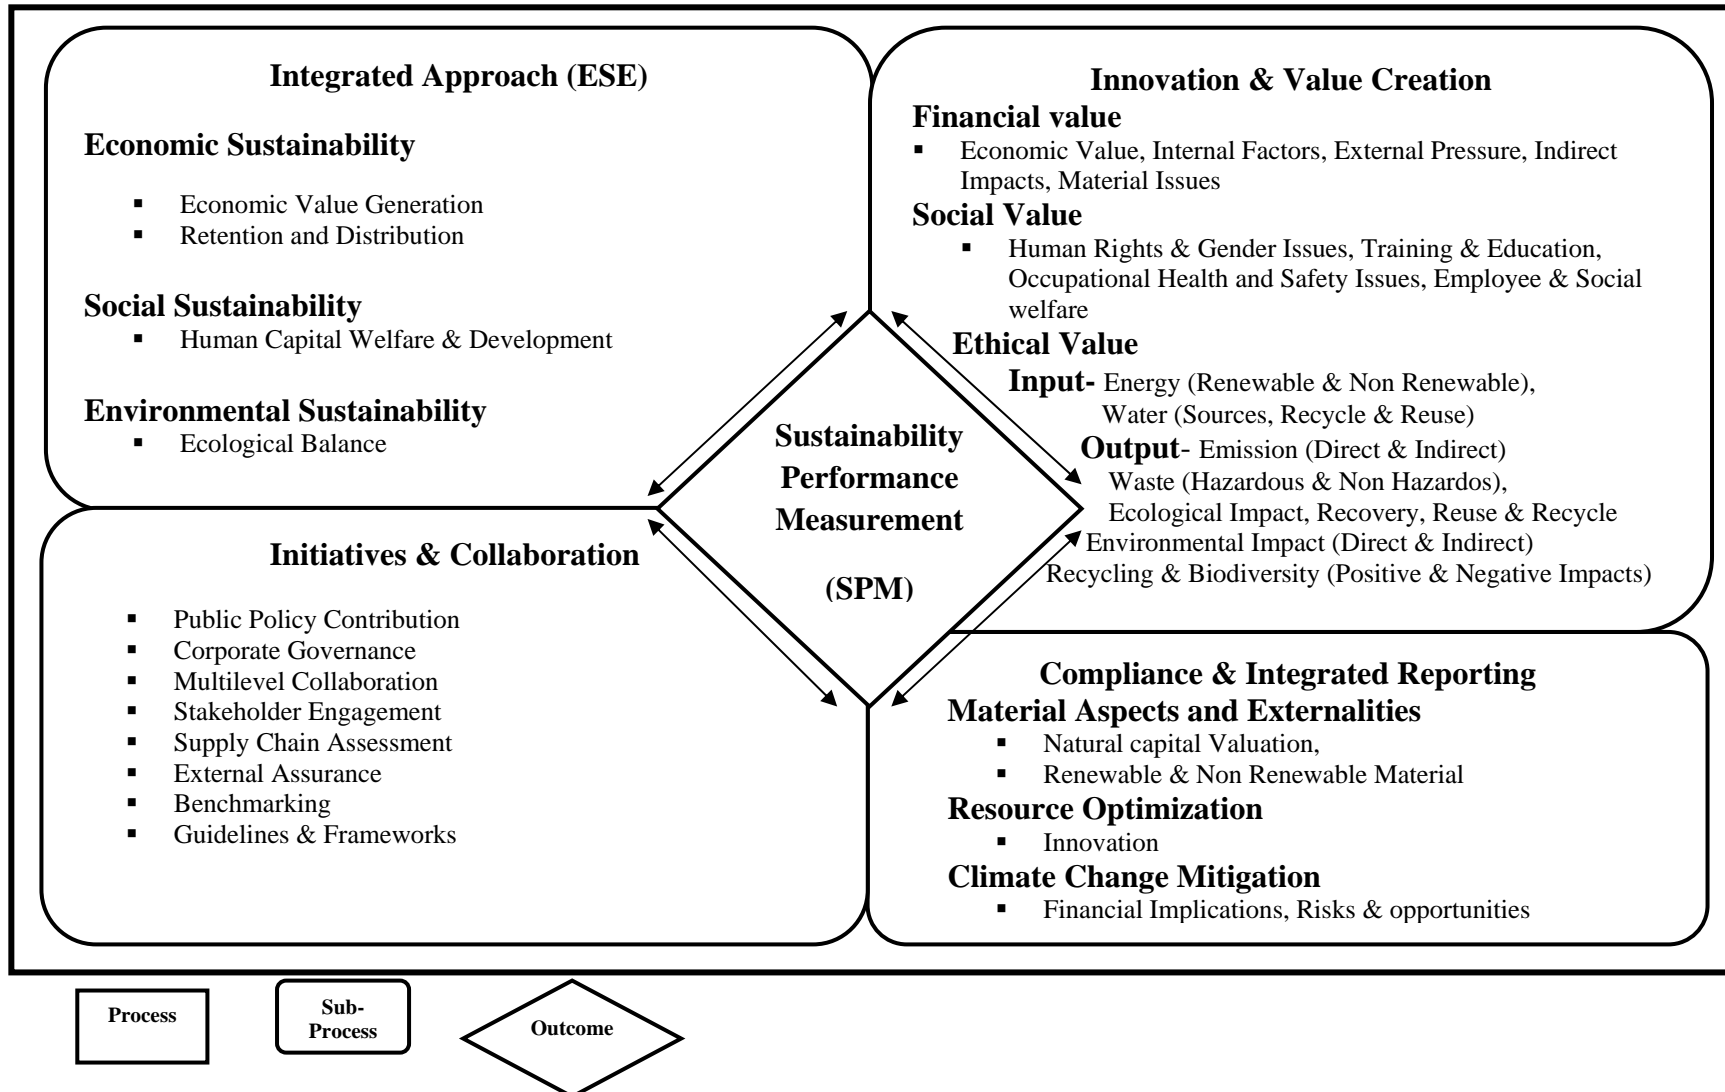 Integrated Approach (ESE)
Economic Sustainability
▪ Economic Value Generation
▪ Retention and Distribution
Social Sustainability
▪ Human Capital Welfare & Development
Environmental Sustainability
▪ Ecological Balance
Innovation & Value Creation
Financial value
▪ Economic Value, Internal Factors, External Pressure, Indirect
Impacts, Material Issues
Social Value
▪ Human Rights & Gender Issues, Training & Education,
Occupational Health and Safety Issues, Employee & Social
welfare
Ethical Value
Input- Energy (Renewable & Non Renewable),
Water (Sources, Recycle & Reuse)
Output- Emission (Direct & Indirect)
Waste (Hazardous & Non Hazardos),
Ecological Impact, Recovery, Reuse & Recycle
Environmental Impact (Direct & Indirect)
Recycling & Biodiversity (Positive & Negative Impacts)
Sustainability
Performance
Measurement
(SPM)
Initiatives & Collaboration
▪ Public Policy Contribution
▪ Corporate Governance
▪ Multilevel Collaboration
▪ Stakeholder Engagement
▪ Supply Chain Assessment
▪ External Assurance
▪ Benchmarking
▪ Guidelines & Frameworks
Compliance & Integrated Reporting
Material Aspects and Externalities
▪ Natural capital Valuation,
▪ Renewable & Non Renewable Material
Resource Optimization
▪ Innovation
Climate Change Mitigation
▪ Financial Implications, Risks & opportunities
Process
Sub-
Process
Outcome